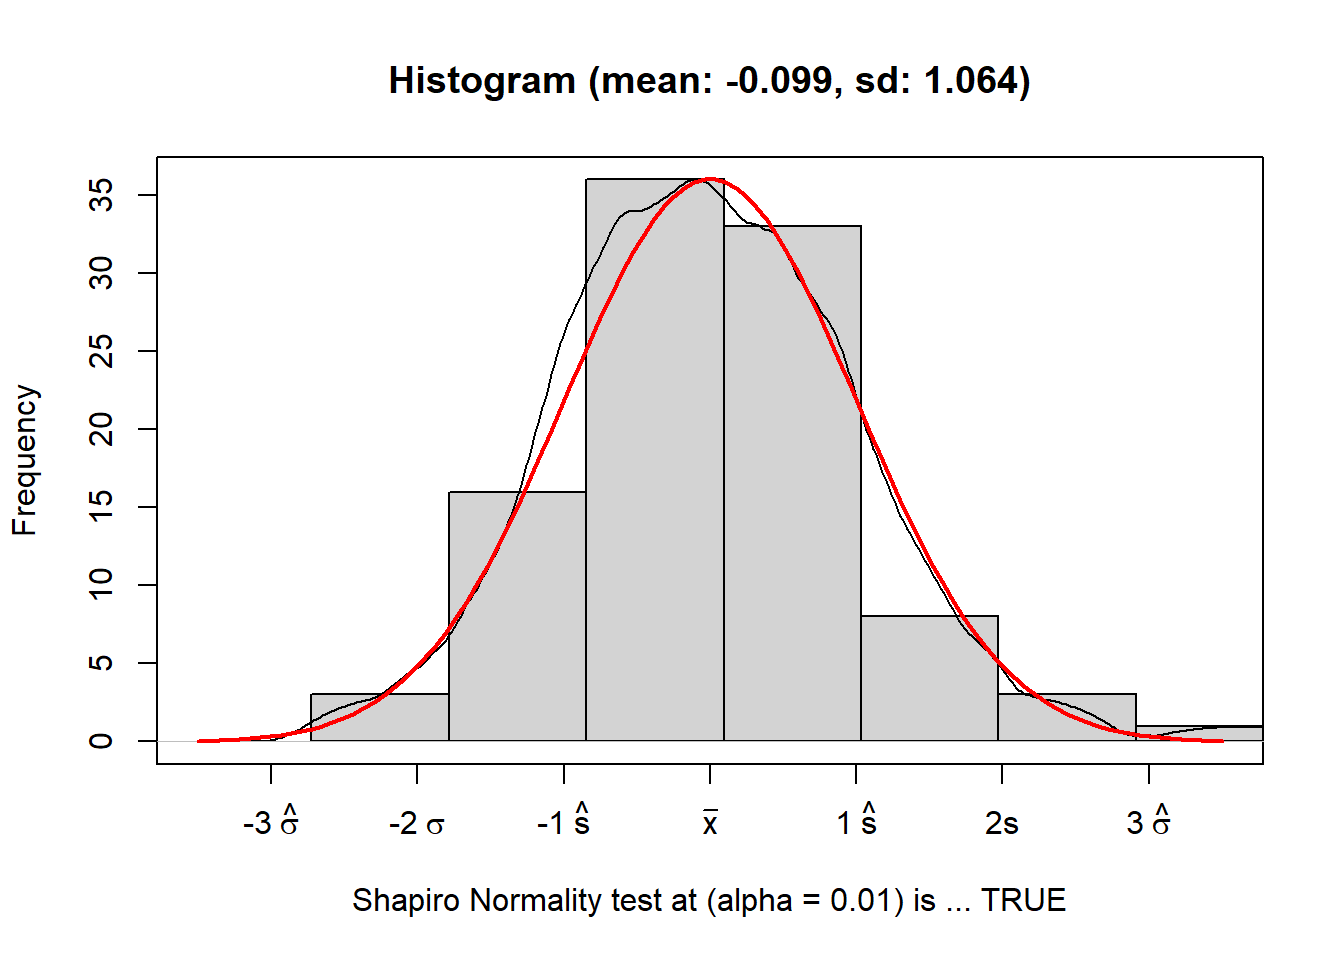 Histogram (mean: -0.099, sd: 1.064)
Frequency
35
30
25
20
15
10
5
0
-3 σ̂ -2 σ -1 ŝ x̄ 1 ŝ 2s 3 σ̂
Shapiro Normality test at (alpha = 0.01) is ... TRUE